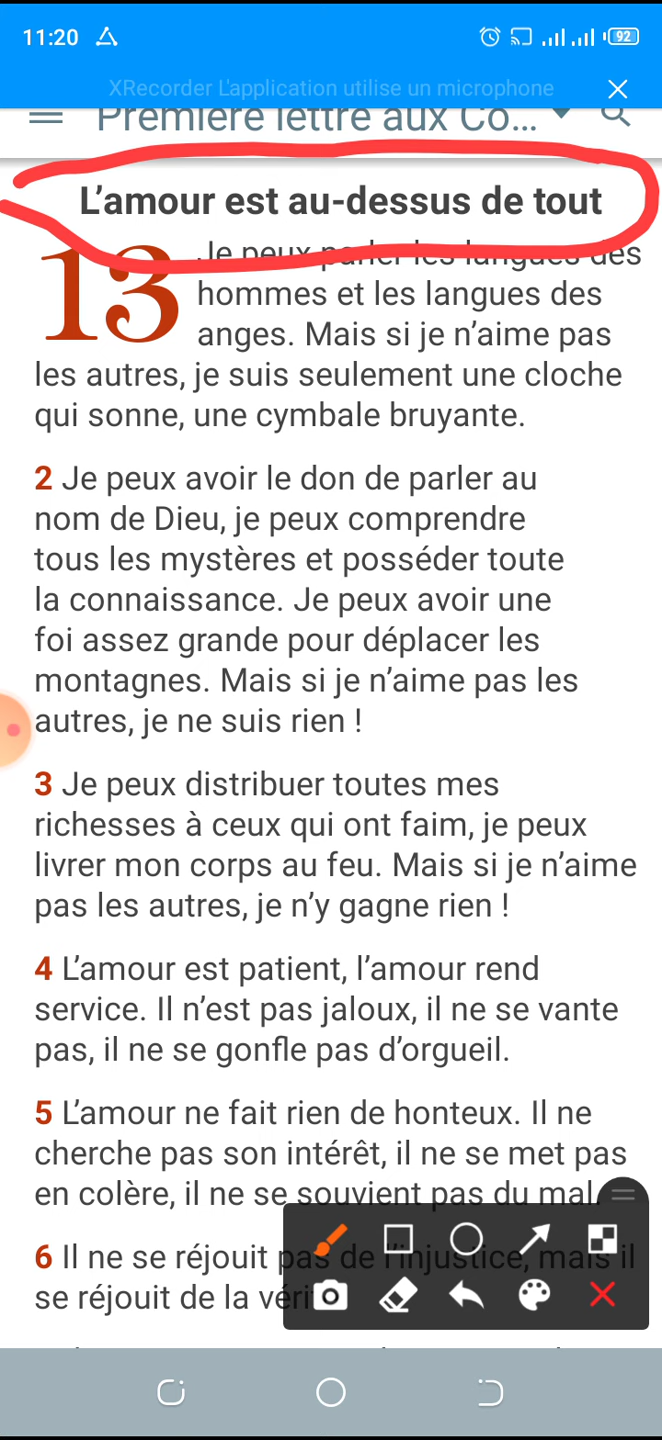 11:20
92
XRecorder L'application utilise un microphone
Première lettre aux Co...
L'amour est au-dessus de tout
13 Je peux parler les langues des
hommes et les langues des
anges. Mais si je n'aime pas
les autres, je suis seulement une cloche
qui sonne, une cymbale bruyante.
2 Je peux avoir le don de parler au
nom de Dieu, je peux comprendre
tous les mystères et posséder toute
la connaissance. Je peux avoir une
foi assez grande pour déplacer les
montagnes. Mais si je n'aime pas les
autres, je ne suis rien !
3 Je peux distribuer toutes mes
richesses à ceux qui ont faim, je peux
livrer mon corps au feu. Mais si je n'aime
pas les autres, je n'y gagne rien !
4 L'amour est patient, l'amour rend
service. Il n'est pas jaloux, il ne se vante
pas, il ne se gonfle pas d'orgueil.
5 L'amour ne fait rien de honteux. Il ne
cherche pas son intérêt, il ne se met pas
en colère, il ne se souvient pas du mal.
6 Il ne se réjouit pas de l'injustice, mais il
se réjouit de la véri